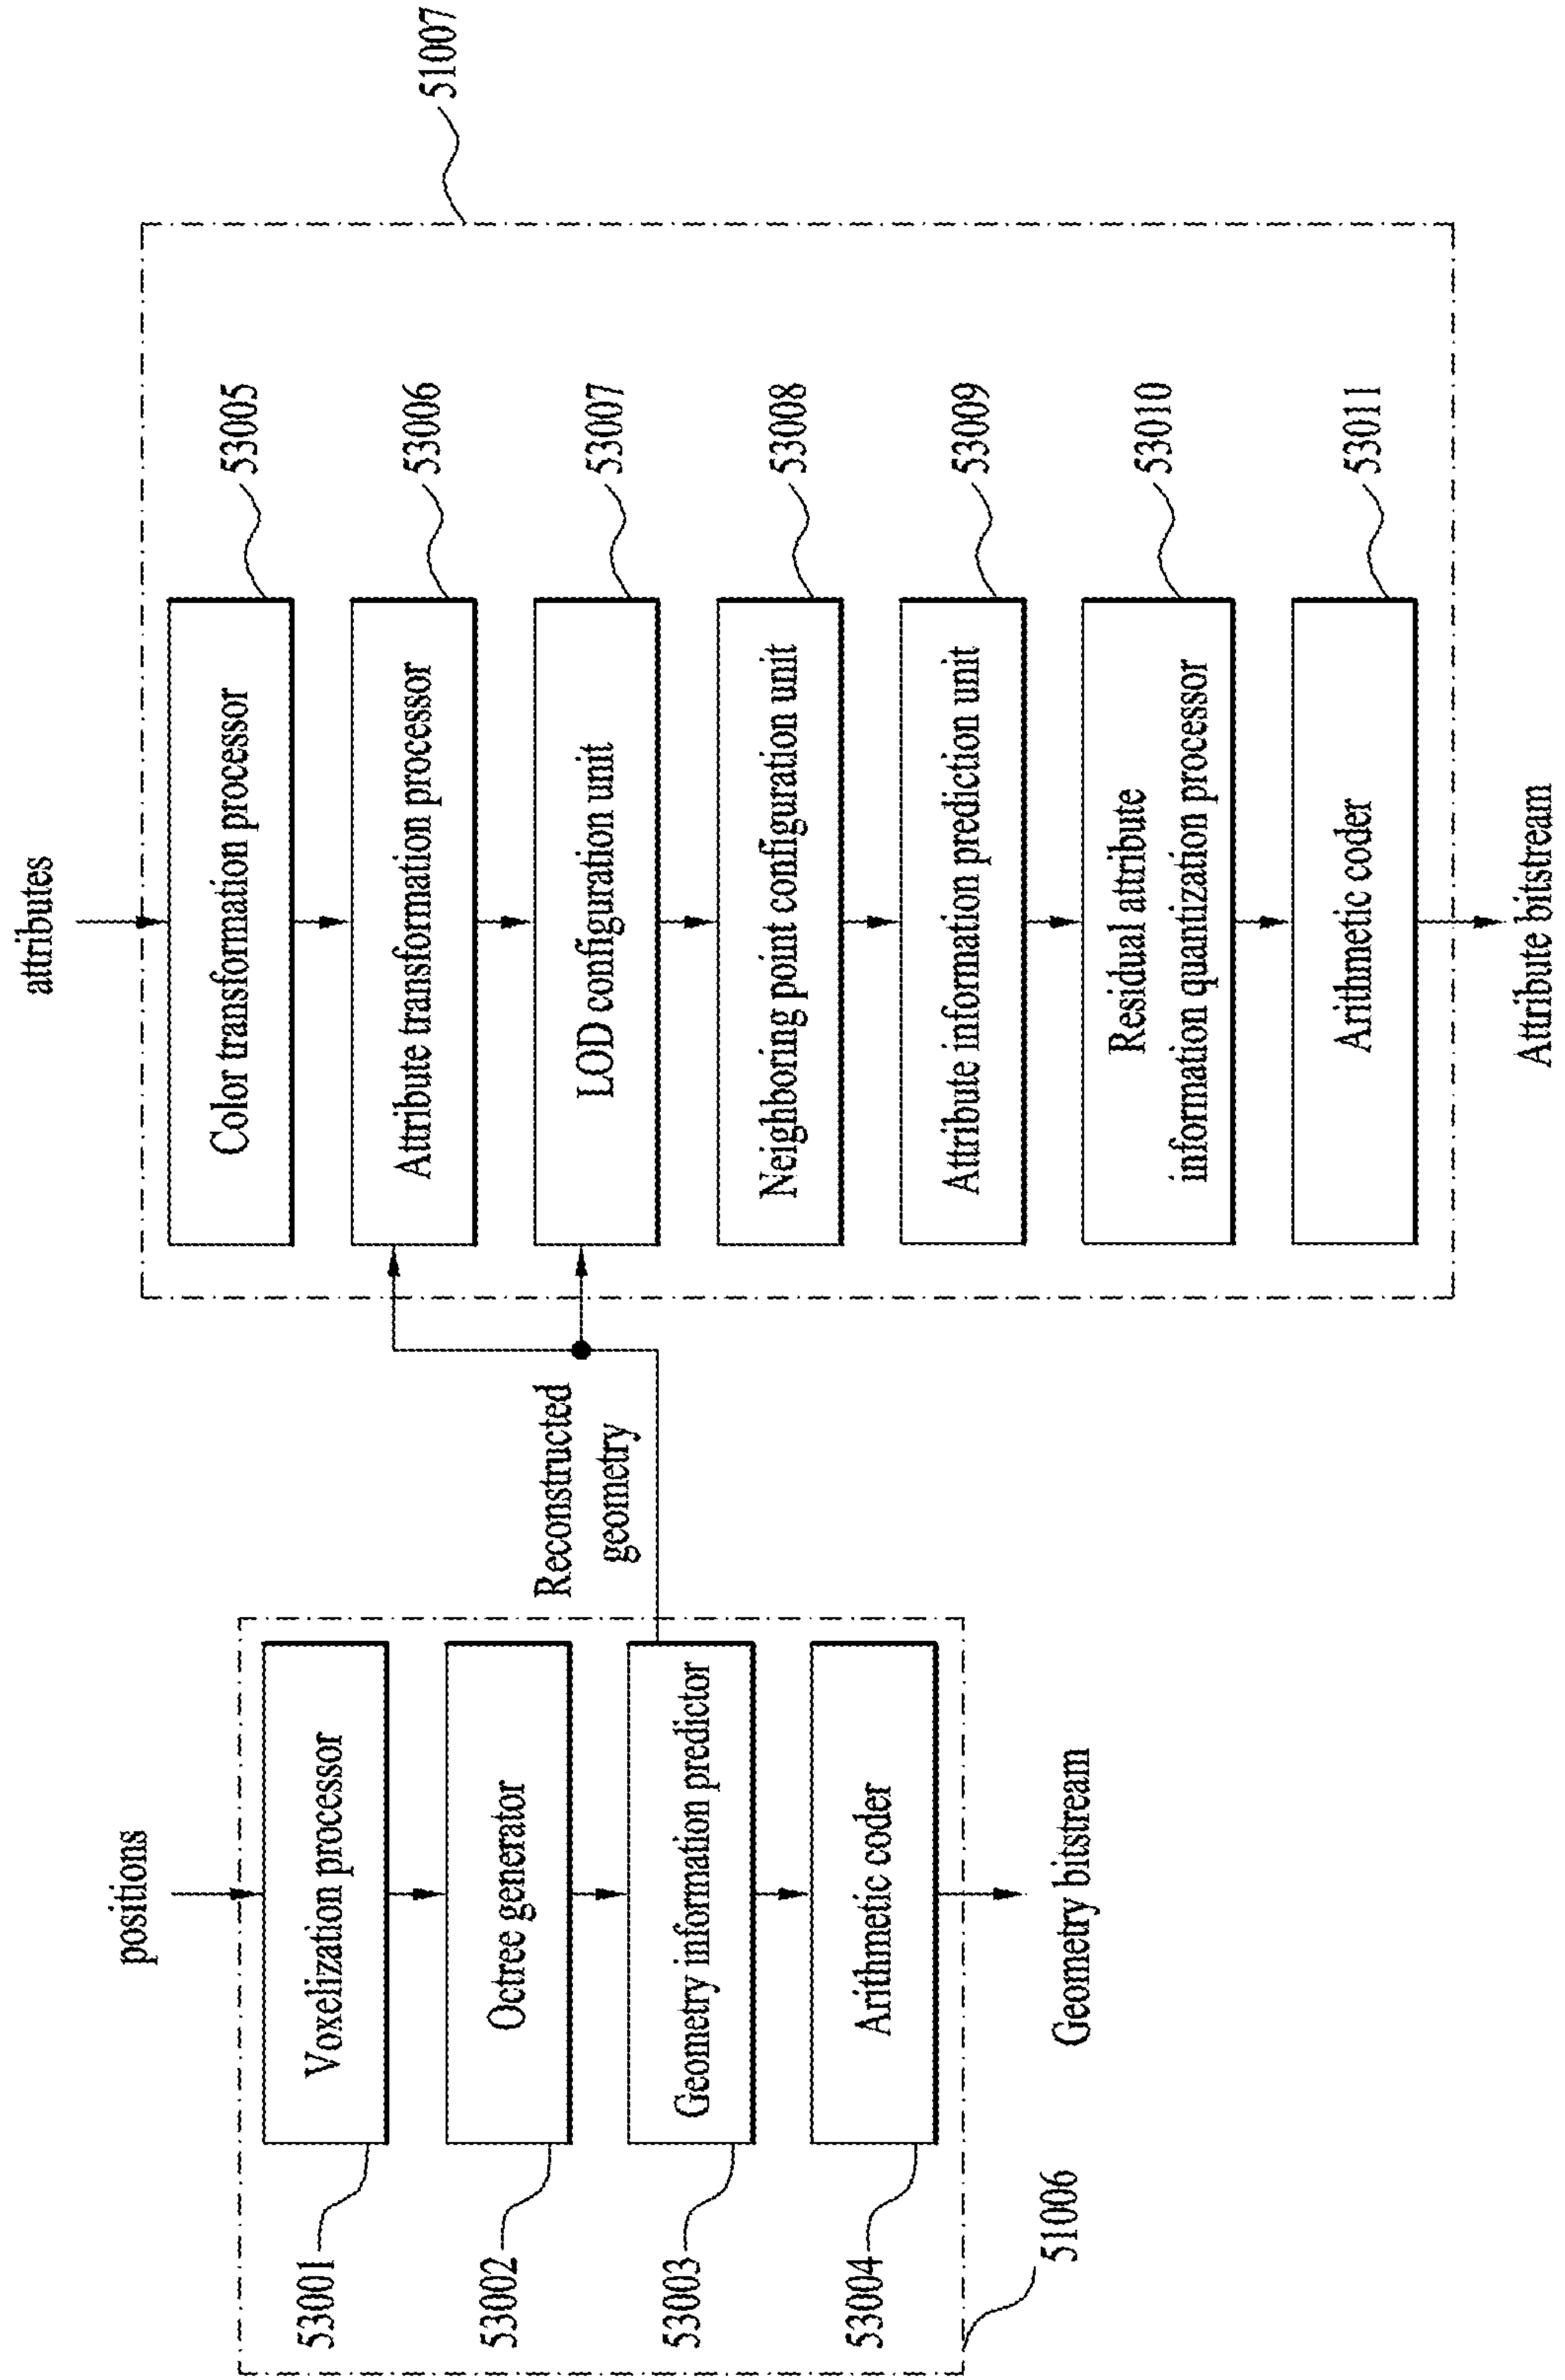 positions
53001
Voxelization processor
53002
Octree generator
53003
Geometry information predictor
53004
Arithmetic coder
51006
Geometry bitstream
Reconstructed
geometry
attributes
51007
Color transformation processor
53005
Attribute transformation processor
53006
LOD configuration unit
53007
Neighboring point configuration unit
53008
Attribute information prediction unit
53009
Residual attribute
information quantization processor
53010
Arithmetic coder
53011
Attribute bitstream